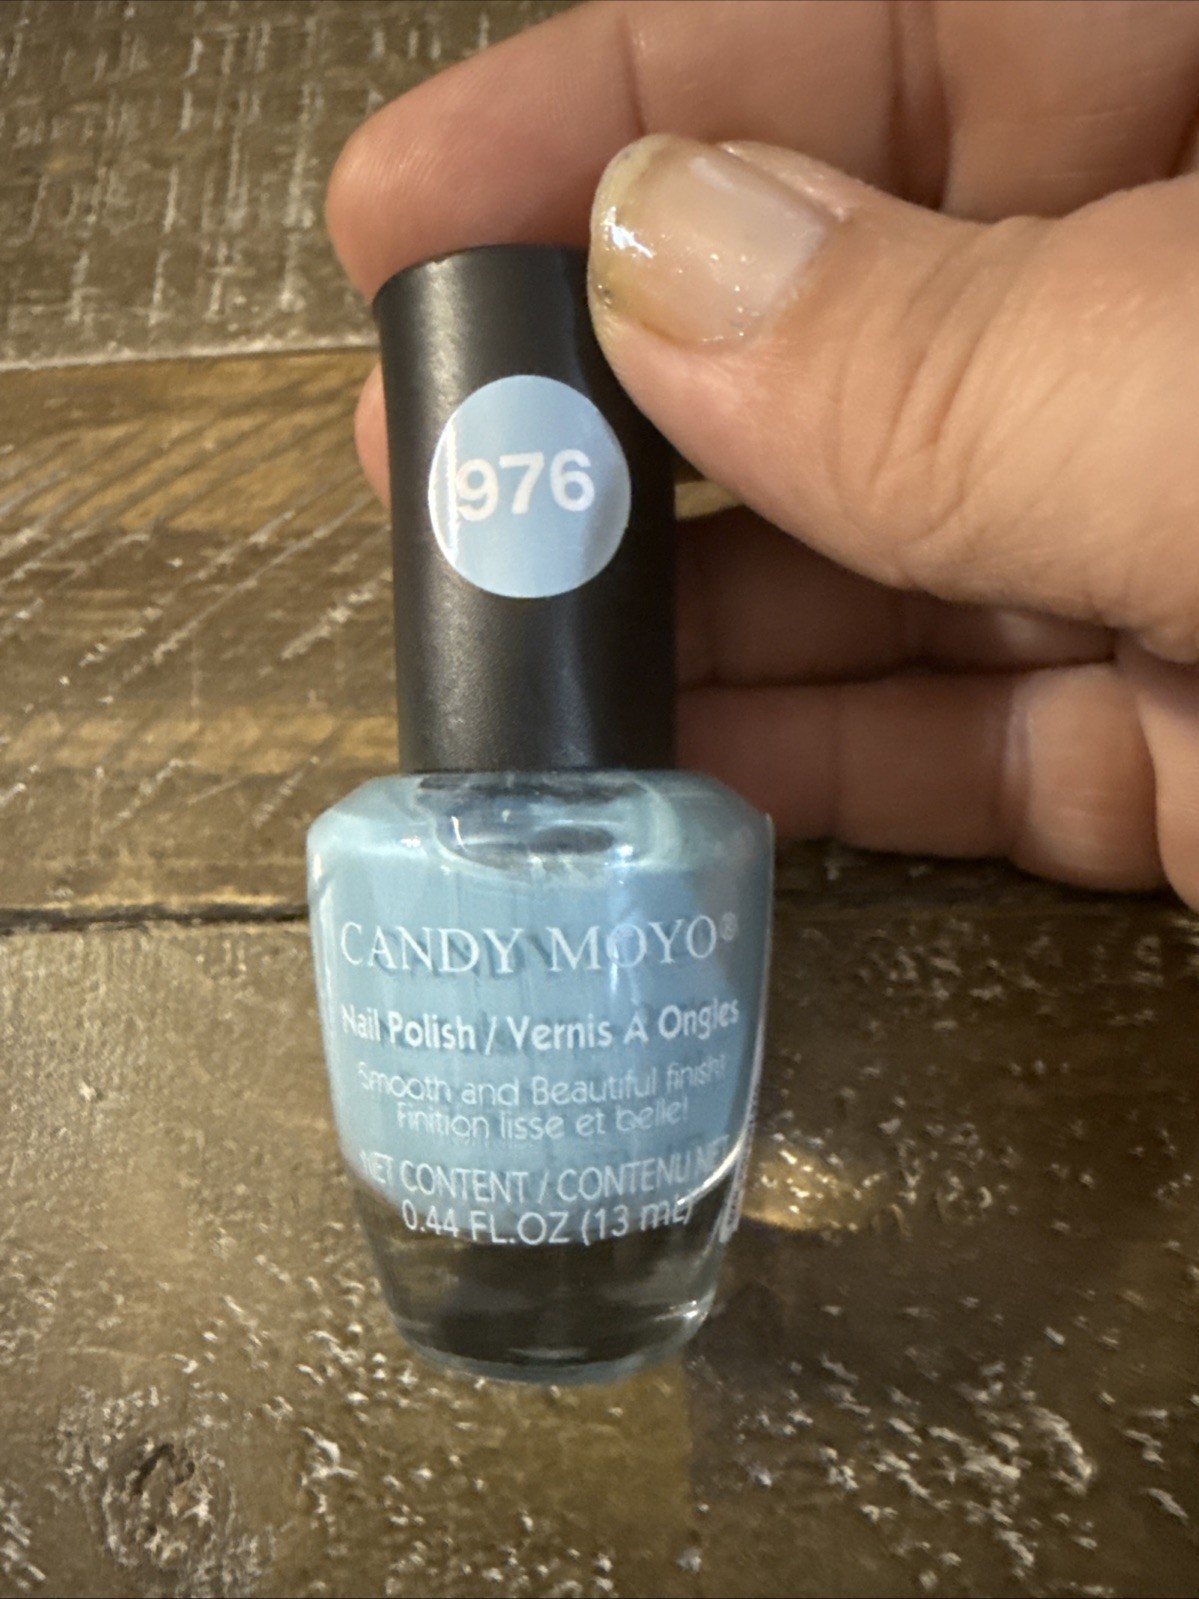 976
CANDY MOYO®
Nail Polish / Vernis À Ongles
Smooth and Beautiful finish!
Finition lisse et belle!
NET CONTENT / CONTENU NET
0.44 FL.OZ (13 mL)